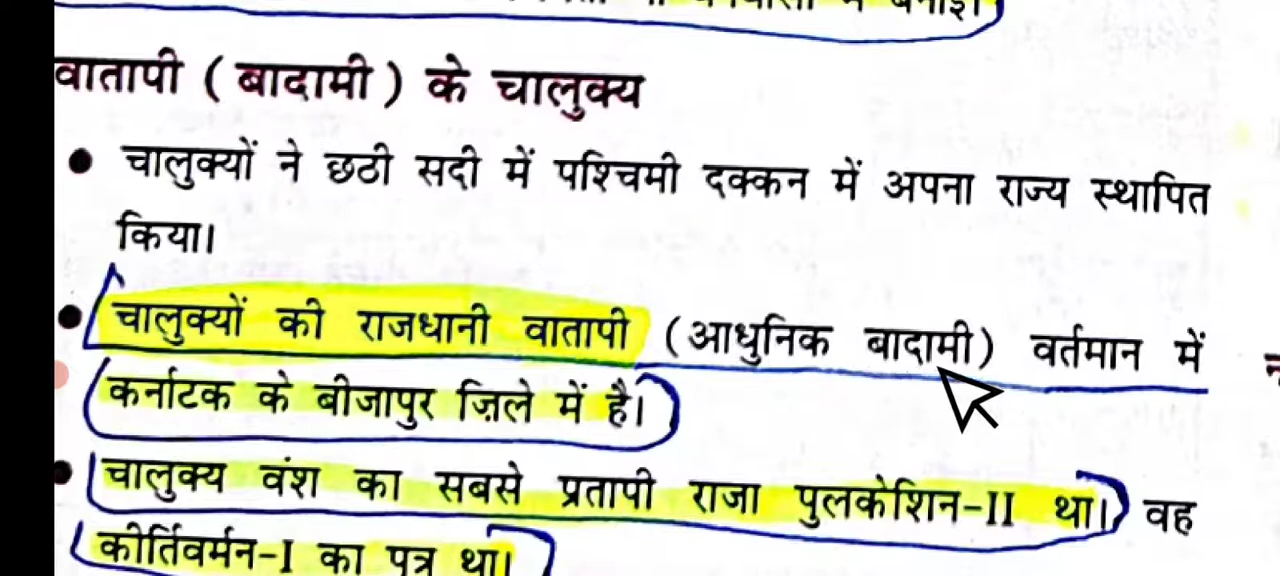 वातापी ( बादामी ) के चालुक्य
● चालुक्यों ने छठी सदी में पश्चिमी दक्कन में अपना राज्य स्थापित
किया।
● चालुक्यों की राजधानी वातापी (आधुनिक बादामी) वर्तमान में
कर्नाटक के बीजापुर ज़िले में है।
● चालुक्य वंश का सबसे प्रतापी राजा पुलकेशिन-II था। वह
कीर्तिवर्मन-I का पुत्र था।